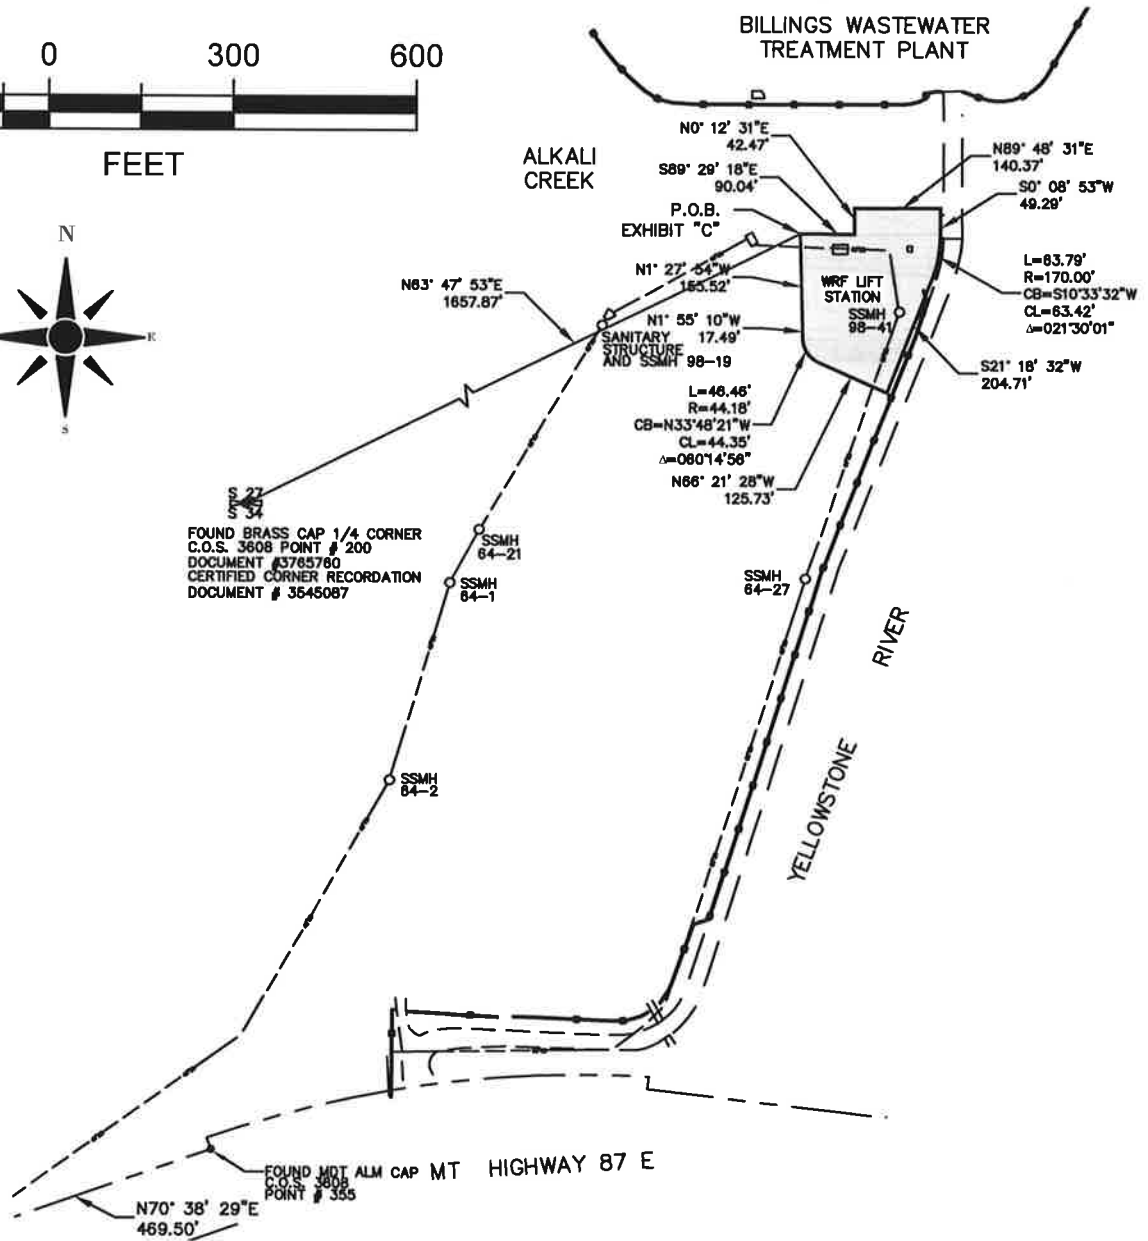 0 300 600
FEET
BILLINGS WASTEWATER
TREATMENT PLANT
ALKALI
CREEK
N0° 12' 31"E
42.47'
S89° 29' 18"E
90.04'
P.O.B.
EXHIBIT "C"
N89° 48' 31"E
140.37'
S0° 08' 53"W
49.29'
N
E
S
N63° 47' 53"E
1657.87'
N1° 27' 54"W
155.52'
WRF LIFT
STATION
SSMH
98-41
L=63.79'
R=170.00'
CB=S10°33'32"W
CL=63.42'
Δ=021°30'01"
N1° 55' 10"W
17.49'
SANITARY
STRUCTURE
AND SSMH 98-19
S21° 18' 32"W
204.71'
L=46.46'
R=44.18'
CB=N33°48'21"W
CL=44.35'
Δ=060°14'56"
N66° 21' 28"W
125.73'
S 27
S 34
FOUND BRASS CAP 1/4 CORNER
C.O.S. 3608 POINT # 200
DOCUMENT #3765760
CERTIFIED CORNER RECORDATION
DOCUMENT # 3545087
SSMH
64-21
SSMH
64-1
SSMH
64-27
SSMH
64-2
RIVER
YELLOWSTONE
FOUND MDT ALM CAP
C.O.S. 3608
POINT # 355
MT HIGHWAY 87 E
N70° 38' 29"E
469.50'